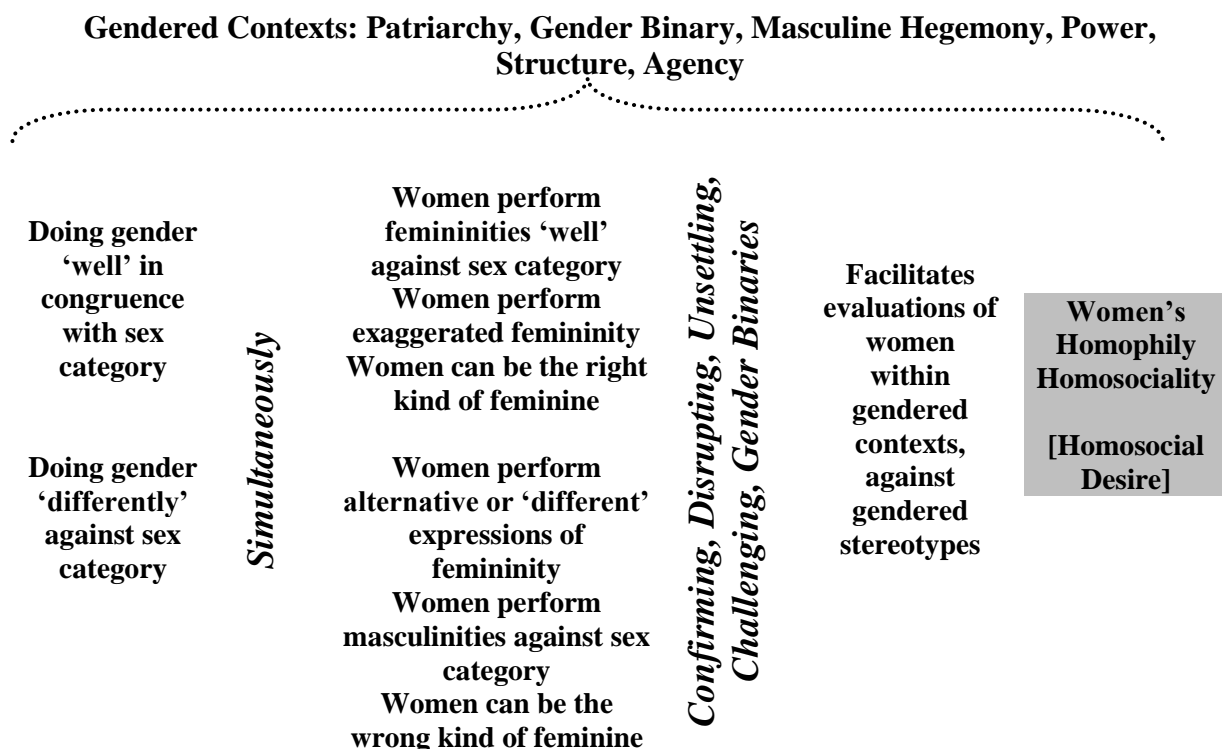 Gendered Contexts: Patriarchy, Gender Binary, Masculine Hegemony, Power,
Structure, Agency
Doing gender
‘well’ in
congruence
with sex
category
Doing gender
‘differently’
against sex
category
Simultaneously
Women perform
femininities ‘well’
against sex category
Women perform
exaggerated femininity
Women can be the right
kind of feminine
Women perform
alternative or ‘different’
expressions of
femininity
Women perform
masculinities against sex
category
Women can be the
wrong kind of feminine
Confirming, Disrupting, Unsettling,
Challenging, Gender Binaries
Facilitates
evaluations of
women
within
gendered
contexts,
against
gendered
stereotypes
Women’s
Homophily
Homosociality
[Homosocial
Desire]